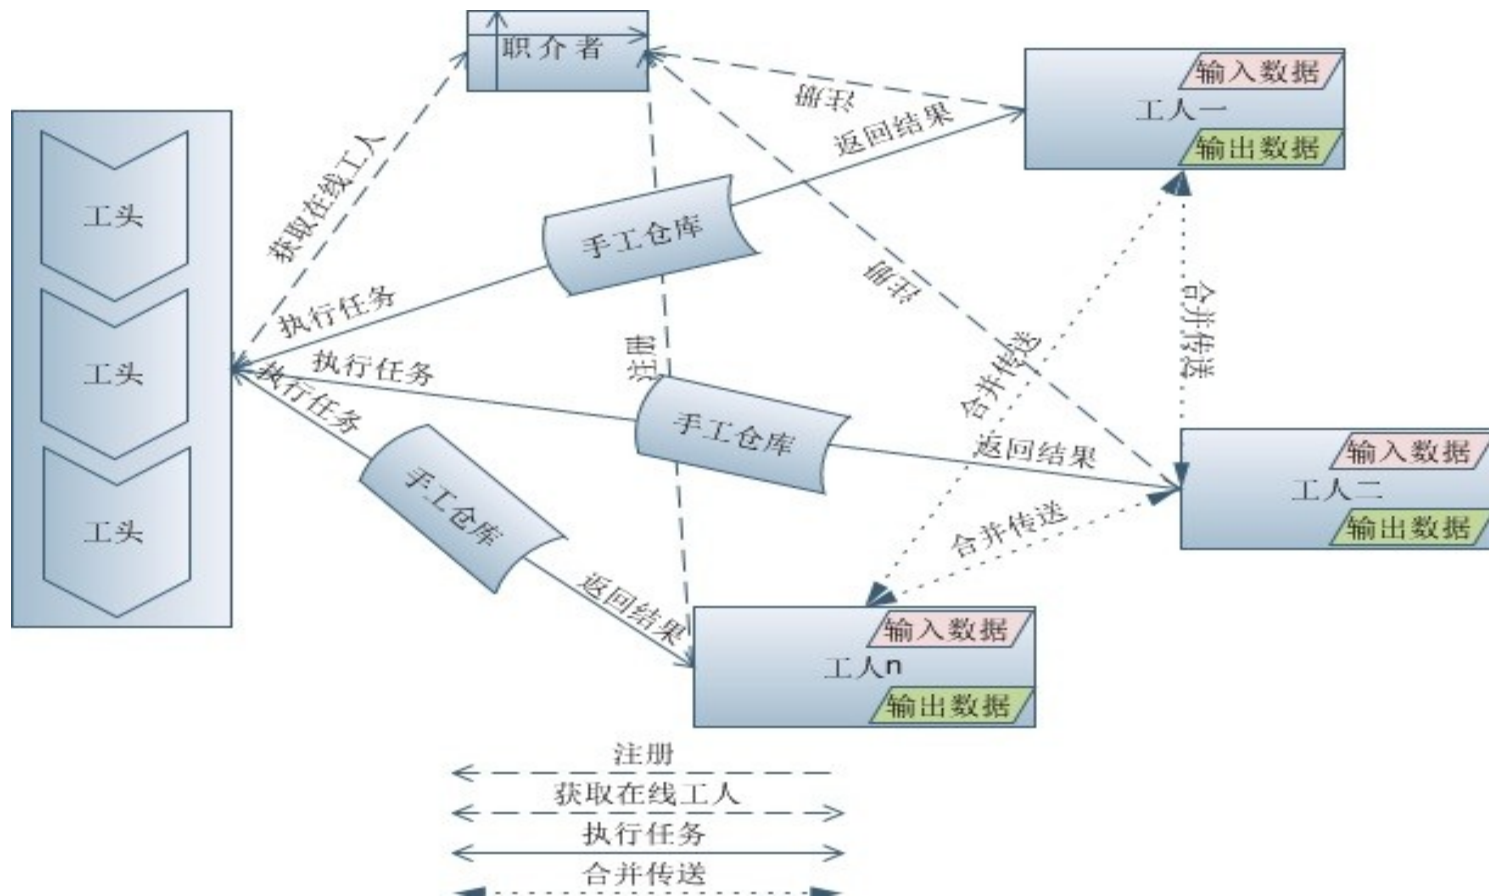 职介者
输入数据
工人一
输出数据
注册
返回结果
获取在线工人
工头
手工仓库
执行任务
注册
注册
合并传送
合并传送
工头
执行任务
执行任务
手工仓库
返回结果
输入数据
工人二
输出数据
手工仓库
合并传送
工头
返回结果
输入数据
工人n
输出数据
注册
获取在线工人
执行任务
合并传送